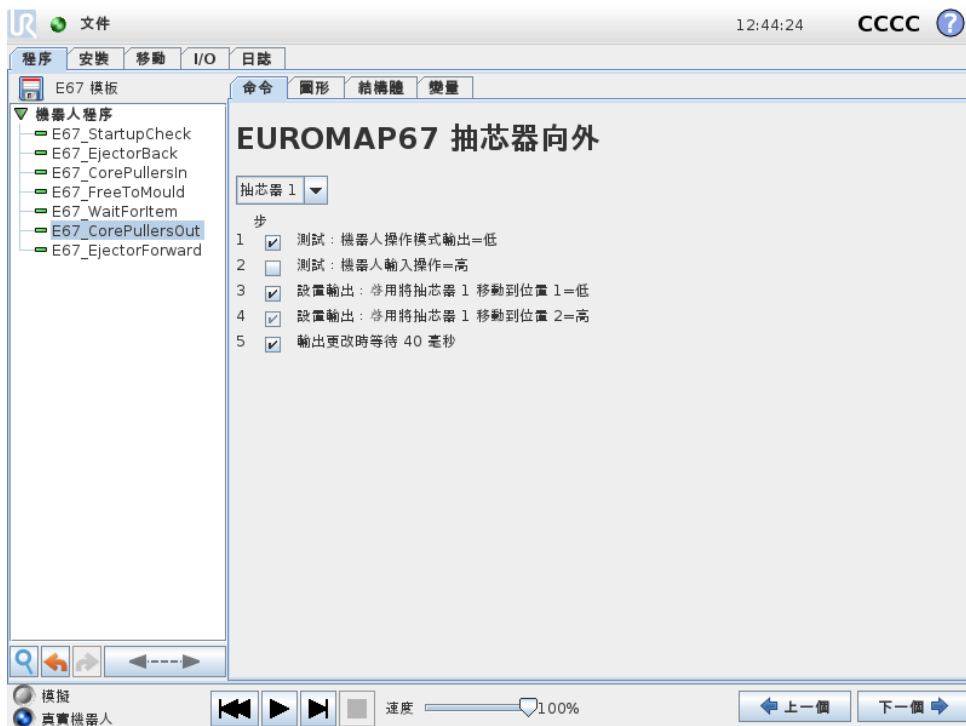 UR 文件 12:44:24 CCCC ?
程序 安裝 移動 I/O 日誌
E67 模板
命令 圖形 結構體 變量
機器人程序
E67_StartupCheck
E67_EjectorBack
E67_CorePullersIn
E67_FreeToMould
E67_WaitForItem
E67_CorePullersOut
E67_EjectorForward
EUROMAP67 抽芯器向外
抽芯器 1
步
1 測試：機器人操作模式輸出=低
2 測試：機器人輸入操作=高
3 設置輸出：啓用將抽芯器 1 移動到位置 1=低
4 設置輸出：啓用將抽芯器 1 移動到位置 2=高
5 輸出更改時等待 40 毫秒
模擬
真實機器人
速度 100%
上一個 下一個